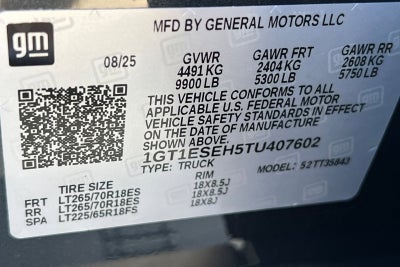 gm
MFD BY GENERAL MOTORS LLC
08/25 GVWR GAWR FRT GAWR RR
4491 KG 2404 KG 2608 KG
9900 LB 5300 LB 5750 LB
THIS VEHICLE CONFORMS TO ALL
APPLICABLE U.S. FEDERAL MOTOR
VEHICLE SAFETY STANDARDS IN EFFECT
ON THE DATE OF MANUFACTURE SHOWN ABOVE.
1GT1ESEH5TU407602
TYPE: TRUCK 52TT35843
TIRE SIZE RIM
FRT LT265/70R18ES 18X8.5J
RR LT265/70R18ES 18X8.5J
SPA LT225/65R18FS 18X8J